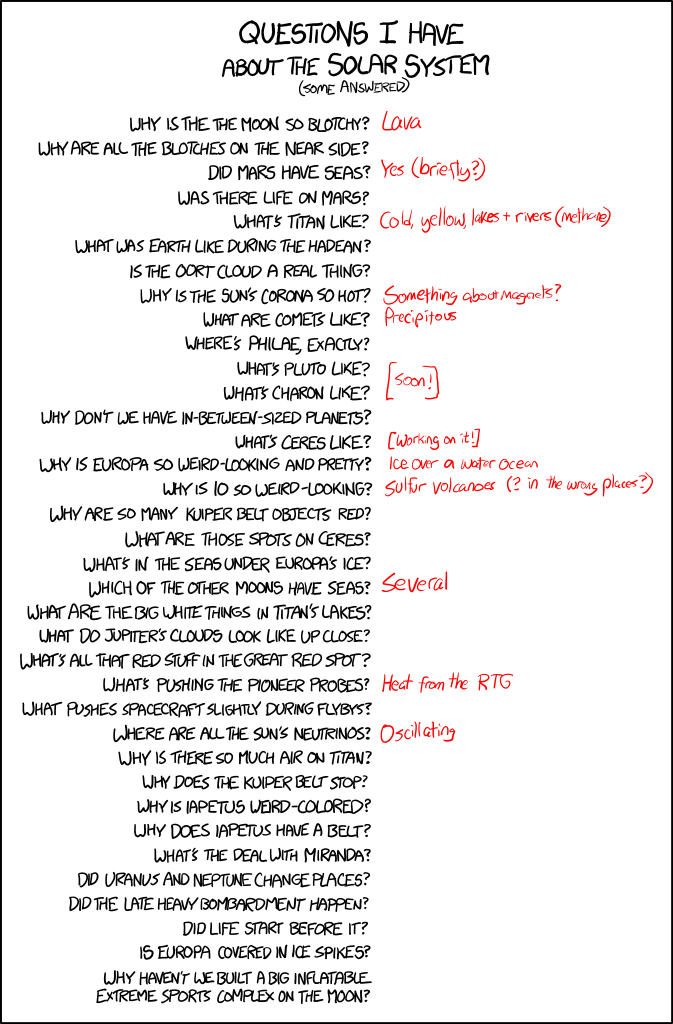 QUESTIONS I HAVE
ABOUT THE SOLAR SYSTEM
(SOME ANSWERED)
WHY IS THE THE MOON SO BLOTCHY? Lava
WHY ARE ALL THE BLOTCHES ON THE NEAR SIDE?
DID MARS HAVE SEAS? Yes (briefly?)
WAS THERE LIFE ON MARS?
WHAT'S TITAN LIKE? Cold, yellow, lakes + rivers (methane)
WHAT WAS EARTH LIKE DURING THE HADEAN?
IS THE OORT CLOUD A REAL THING?
WHY IS THE SUN'S CORONA SO HOT? Something about magnets?
WHAT ARE COMETS LIKE? Precipitous
WHERE'S PHILAE, EXACTLY?
WHAT'S PLUTO LIKE?
WHAT'S CHARON LIKE? [soon!]
WHY DON'T WE HAVE IN-BETWEEN-SIZED PLANETS?
WHAT'S CERES LIKE? [Working on it!]
WHY IS EUROPA SO WEIRD-LOOKING AND PRETTY? Ice over a water ocean
WHY IS IO SO WEIRD-LOOKING? Sulfur volcanoes (? in the wrong places?)
WHY ARE SO MANY KUIPER BELT OBJECTS RED?
WHAT ARE THOSE SPOTS ON CERES?
WHAT'S IN THE SEAS UNDER EUROPA'S ICE?
WHICH OF THE OTHER MOONS HAVE SEAS? Several
WHAT ARE THE BIG WHITE THINGS IN TITAN'S LAKES?
WHAT DO JUPITER'S CLOUDS LOOK LIKE UP CLOSE?
WHAT'S ALL THAT RED STUFF IN THE GREAT RED SPOT?
WHAT'S PUSHING THE PIONEER PROBES? Heat from the RTG
WHAT PUSHES SPACECRAFT SLIGHTLY DURING FLYBYS?
WHERE ARE ALL THE SUN'S NEUTRINOS? Oscillating
WHY IS THERE SO MUCH AIR ON TITAN?
WHY DOES THE KUIPER BELT STOP?
WHY IS IAPETUS WEIRD-COLORED?
WHY DOES IAPETUS HAVE A BELT?
WHAT'S THE DEAL WITH MIRANDA?
DID URANUS AND NEPTUNE CHANGE PLACES?
DID THE LATE HEAVY BOMBARDMENT HAPPEN?
DID LIFE START BEFORE IT?
IS EUROPA COVERED IN ICE SPIKES?
WHY HAVEN'T WE BUILT A BIG INFLATABLE
EXTREME SPORTS COMPLEX ON THE MOON?